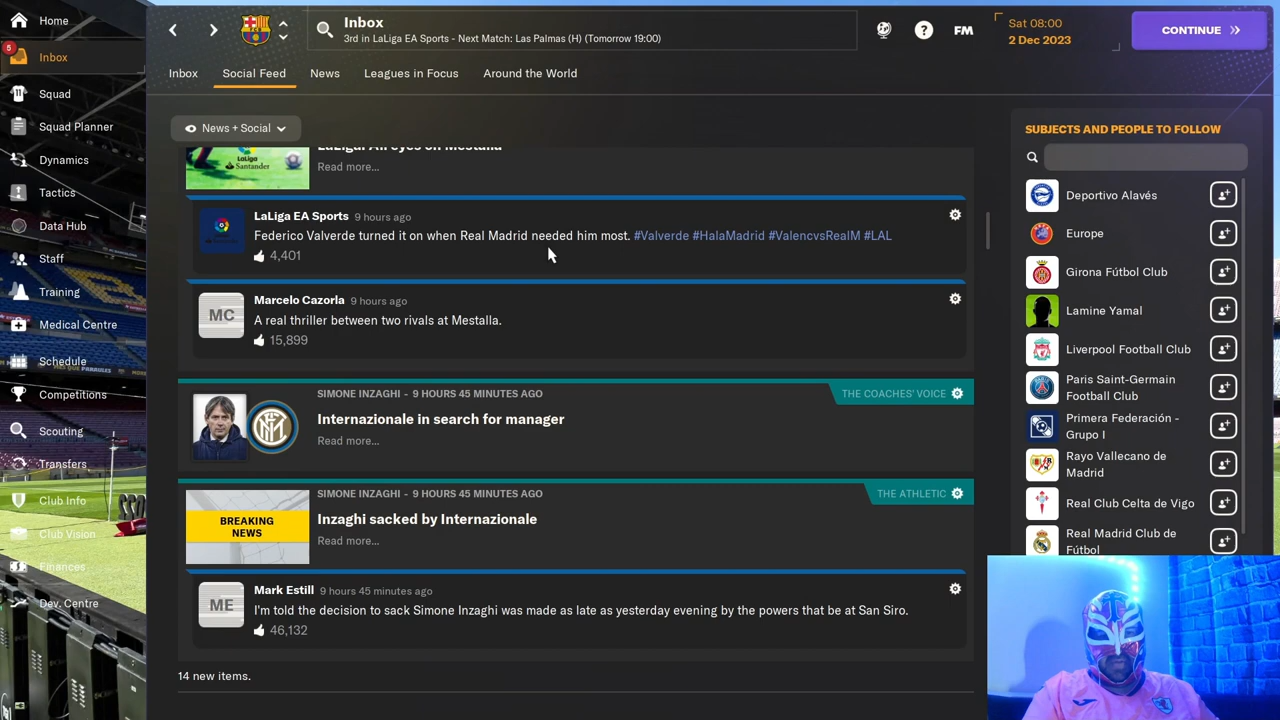 Home
5
Inbox
Squad
Squad Planner
Dynamics
Tactics
Data Hub
Staff
Training
Medical Centre
Schedule
Competitions
Scouting
Transfers
Club Info
Club Vision
Finances
Dev. Centre
Inbox
3rd in LaLiga EA Sports - Next Match: Las Palmas (H) (Tomorrow 19:00)
?
FM
Sat 08:00
2 Dec 2023
CONTINUE
Inbox
Social Feed
News
Leagues in Focus
Around the World
News + Social
LaLiga: All eyes on Mestalla
Read more...
LaLiga
Santander
LaLiga EA Sports 9 hours ago
Federico Valverde turned it on when Real Madrid needed him most. #Valverde #HalaMadrid #ValencvsRealM #LAL
4,401
MC
Marcelo Cazorla 9 hours ago
A real thriller between two rivals at Mestalla.
15,899
SIMONE INZAGHI - 9 HOURS 45 MINUTES AGO
THE COACHES' VOICE
Internazionale in search for manager
Read more...
SIMONE INZAGHI - 9 HOURS 45 MINUTES AGO
THE ATHLETIC
BREAKING
NEWS
Inzaghi sacked by Internazionale
Read more...
ME
Mark Estill 9 hours 45 minutes ago
I'm told the decision to sack Simone Inzaghi was made as late as yesterday evening by the powers that be at San Siro.
46,132
14 new items.
SUBJECTS AND PEOPLE TO FOLLOW
Deportivo Alavés
Europe
Girona Fútbol Club
Lamine Yamal
Liverpool Football Club
Paris Saint-Germain
Football Club
Primera Federación -
Grupo I
Rayo Vallecano de
Madrid
Real Club Celta de Vigo
Real Madrid Club de
Fútbol